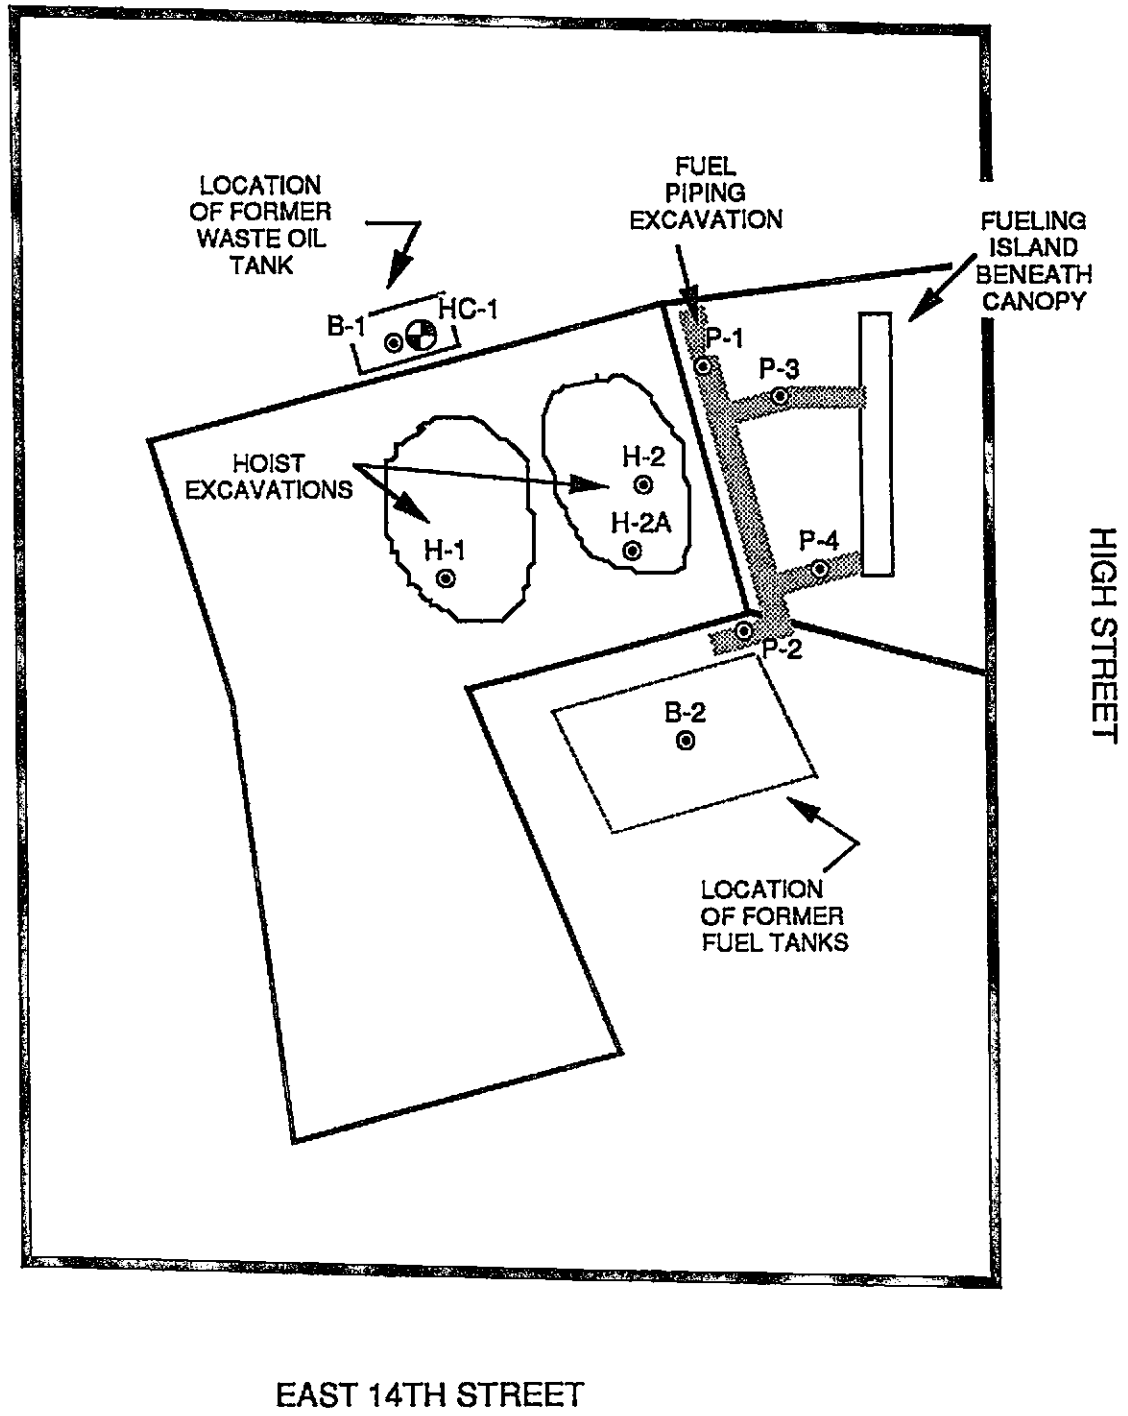 LOCATION
OF FORMER
WASTE OIL
TANK
FUEL
PIPING
EXCAVATION
FUELING
ISLAND
BENEATH
CANOPY
B-1
HC-1
P-1
P-3
HOIST
EXCAVATIONS
H-2
H-2A
H-1
P-4
P-2
B-2
HIGH STREET
LOCATION
OF FORMER
FUEL TANKS
EAST 14TH STREET